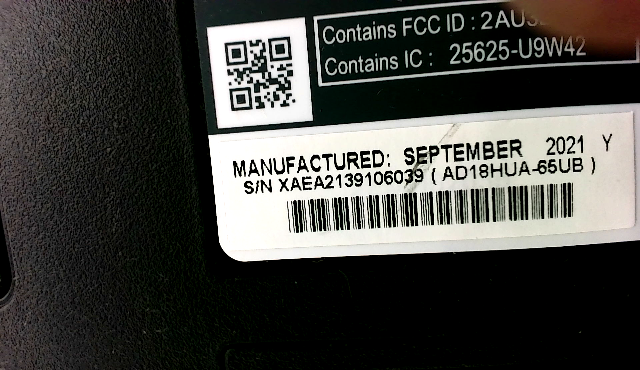 Contains FCC ID : 2AU
Contains IC : 25625-U9W42
MANUFACTURED: SEPTEMBER 2021 Y
S/N XAEA2139106039 ( AD18HUA-65UB )